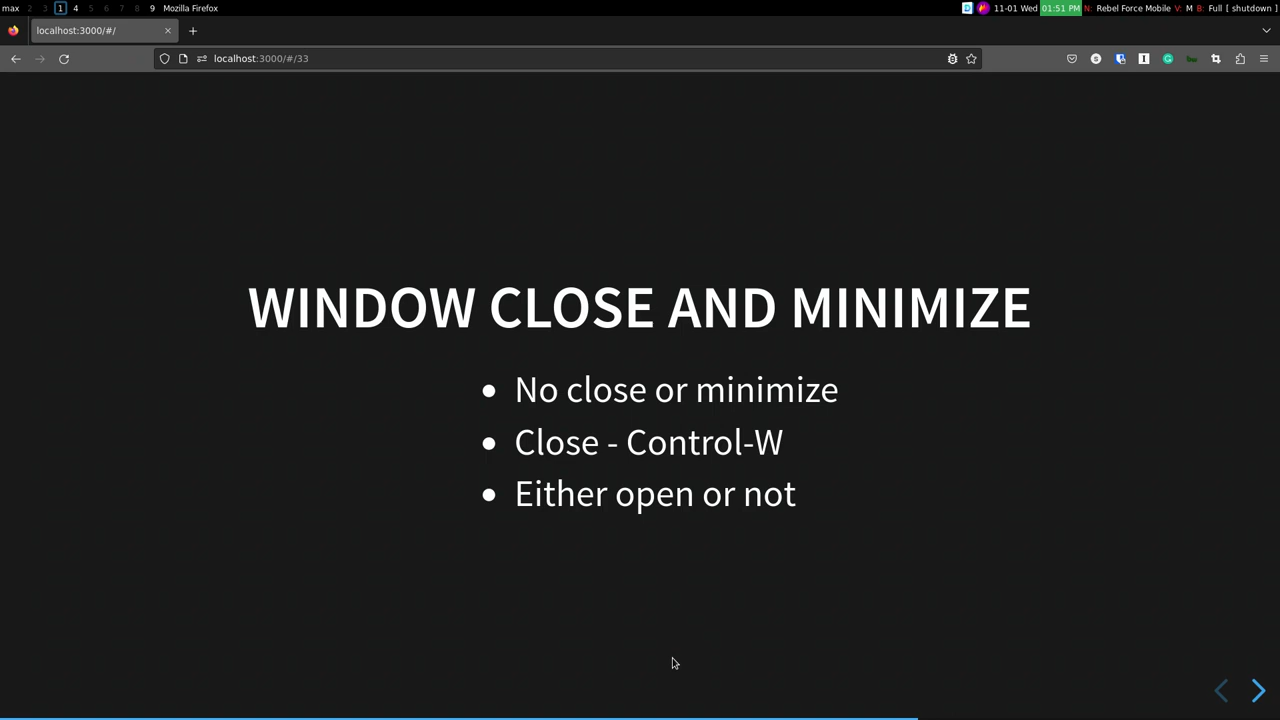 max 2 3 1 4 5 6 7 8 9 Mozilla Firefox
11-01 Wed 01:51 PM N: Rebel Force Mobile V: M B: Full [ shutdown ]
localhost:3000/#/
localhost:3000/#/33
WINDOW CLOSE AND MINIMIZE
No close or minimize
Close - Control-W
Either open or not